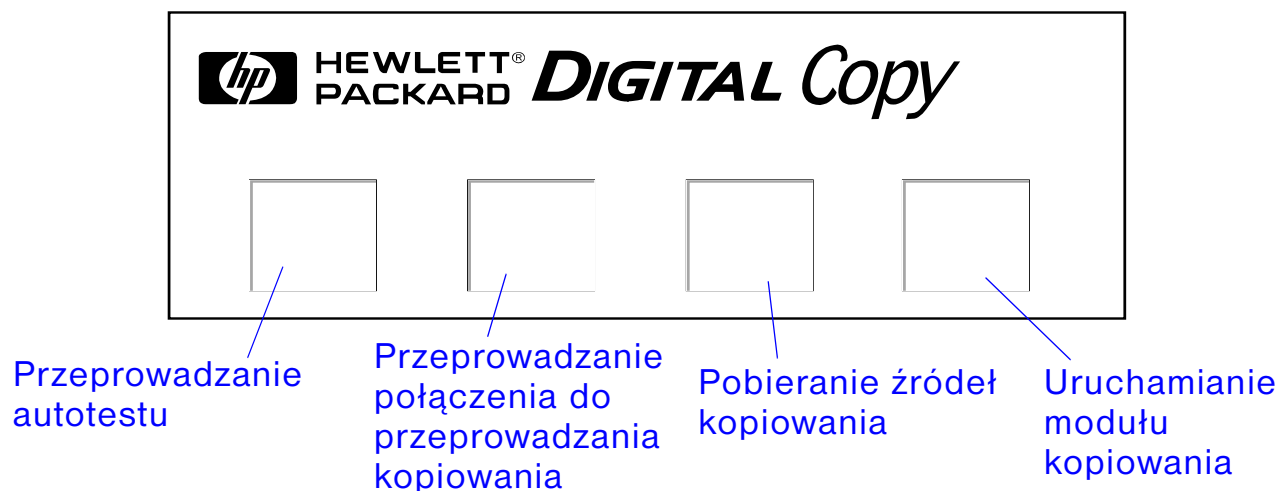 hp HEWLETT® PACKARD DIGITAL Copy
Przeprowadzanie
autotestu
Przeprowadzanie
połączenia do
przeprowadzania
kopiowania
Pobieranie źródeł
kopiowania
Uruchamianie
modułu
kopiowania